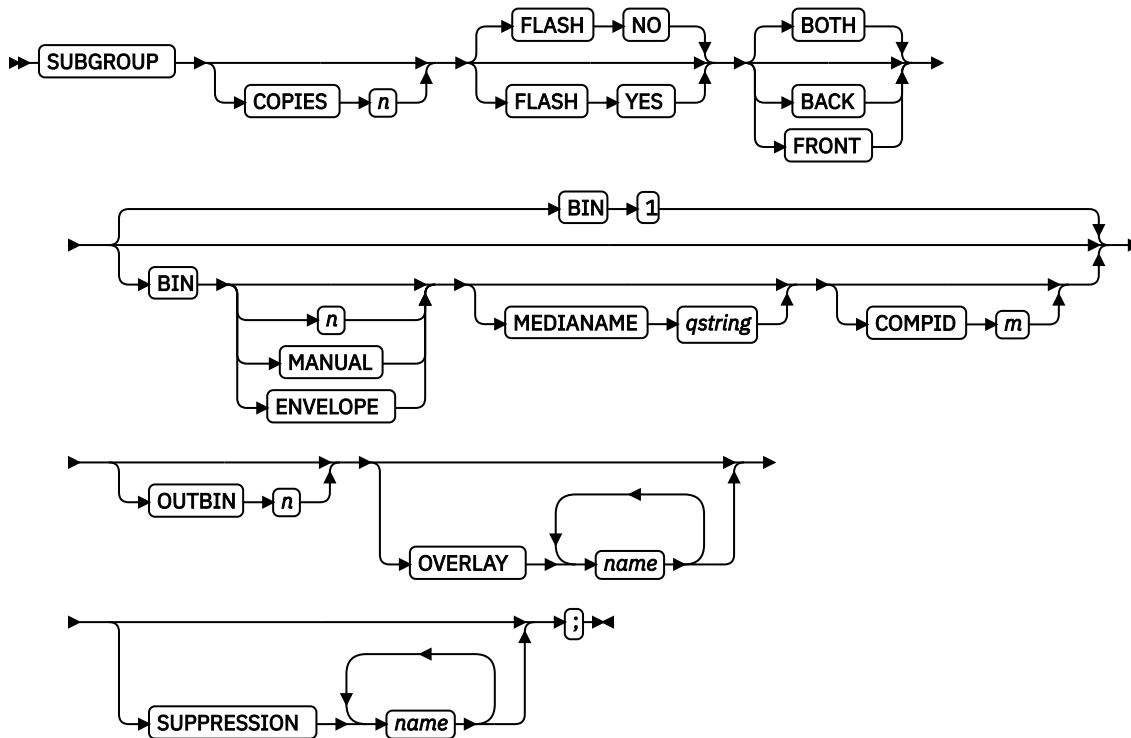 FLASH NO BOTH
SUBGROUP
COPIES n FLASH YES BACK
FRONT
BIN 1
BIN
n MEDIANAME qstring COMPID m
MANUAL
ENVELOPE
OUTBIN n
OVERLAY name
;
SUPPRESSION name